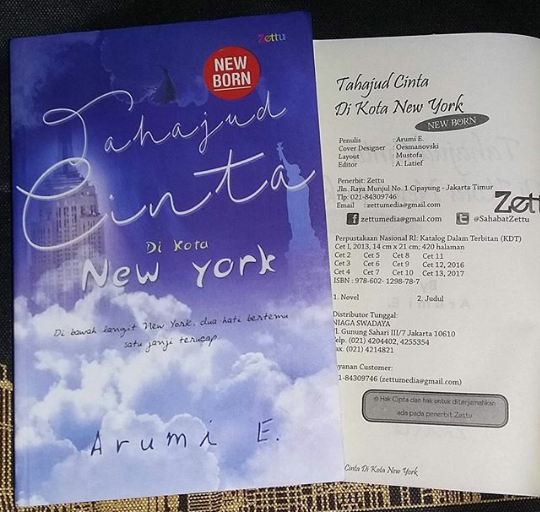 Zettu
NEW
BORN
Tahajud
Cinta
Di Kota
New York
Di bawah langit New York, dua hati bertemu
satu janji terucap
Arumi E.
Tahajud Cinta
Di Kota New York
NEW BORN
Penulis : Arumi E.
Cover Designer : Oesmanovski
Layout : Mustofa
Editor : A. Latief
Penerbit: Zettu
Jln. Raya Munjul No. 1 Cipayung - Jakarta Timur
Tlp: 021-84309746
Email : zettumedia@gmail.com
Zett
f zettumedia@gmail.com t @SahabatZettu
Perpustakaan Nasional RI: Katalog Dalam Terbitan (KDT)
Cet 1, 2013, 14 cm x 21 cm; 420 halaman
Cet 2 Cet 5 Cet 8 Cet 11
Cet 3 Cet 6 Cet 9 Cet 12, 2016
Cet 4 Cet 7 Cet 10 Cet 13, 2017
ISBN : 978-602- 1298-78-7
1. Novel 2. Judul
Distributor Tunggal:
NIAGA SWADAYA
Jl. Gunung Sahari III/7 Jakarta 10610
Telp. (021) 4204402, 4255354
Fax. (021) 4214821
ayanan Customer:
1-84309746 (zettumedia@gmail.com)
© Hak Cipta dan hak untuk diterjemahkan
ada pada penerbit Zettu
Cinta Di Kota New York